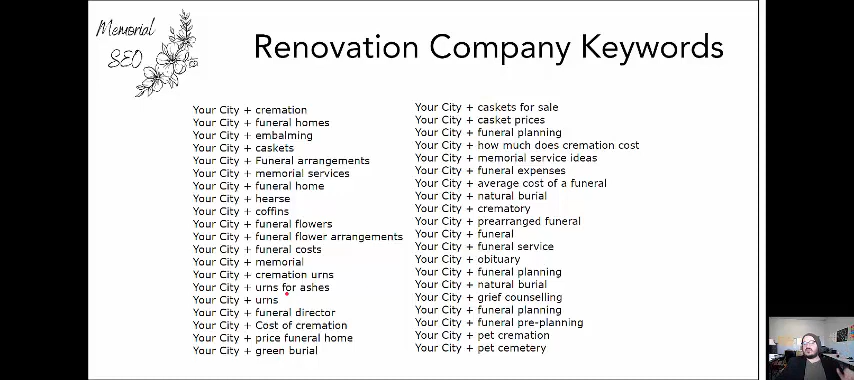 Memorial
SEO
Renovation Company Keywords
Your City + cremation
Your City + funeral homes
Your City + embalming
Your City + caskets
Your City + Funeral arrangements
Your City + memorial services
Your City + funeral home
Your City + hearse
Your City + coffins
Your City + funeral flowers
Your City + funeral flower arrangements
Your City + funeral costs
Your City + memorial
Your City + cremation urns
Your City + urns for ashes
Your City + urns
Your City + funeral director
Your City + Cost of cremation
Your City + price funeral home
Your City + green burial
Your City + caskets for sale
Your City + casket prices
Your City + funeral planning
Your City + how much does cremation cost
Your City + memorial service ideas
Your City + funeral expenses
Your City + average cost of a funeral
Your City + natural burial
Your City + crematory
Your City + prearranged funeral
Your City + funeral
Your City + funeral service
Your City + obituary
Your City + funeral planning
Your City + natural burial
Your City + grief counselling
Your City + funeral planning
Your City + funeral pre-planning
Your City + pet cremation
Your City + pet cemetery